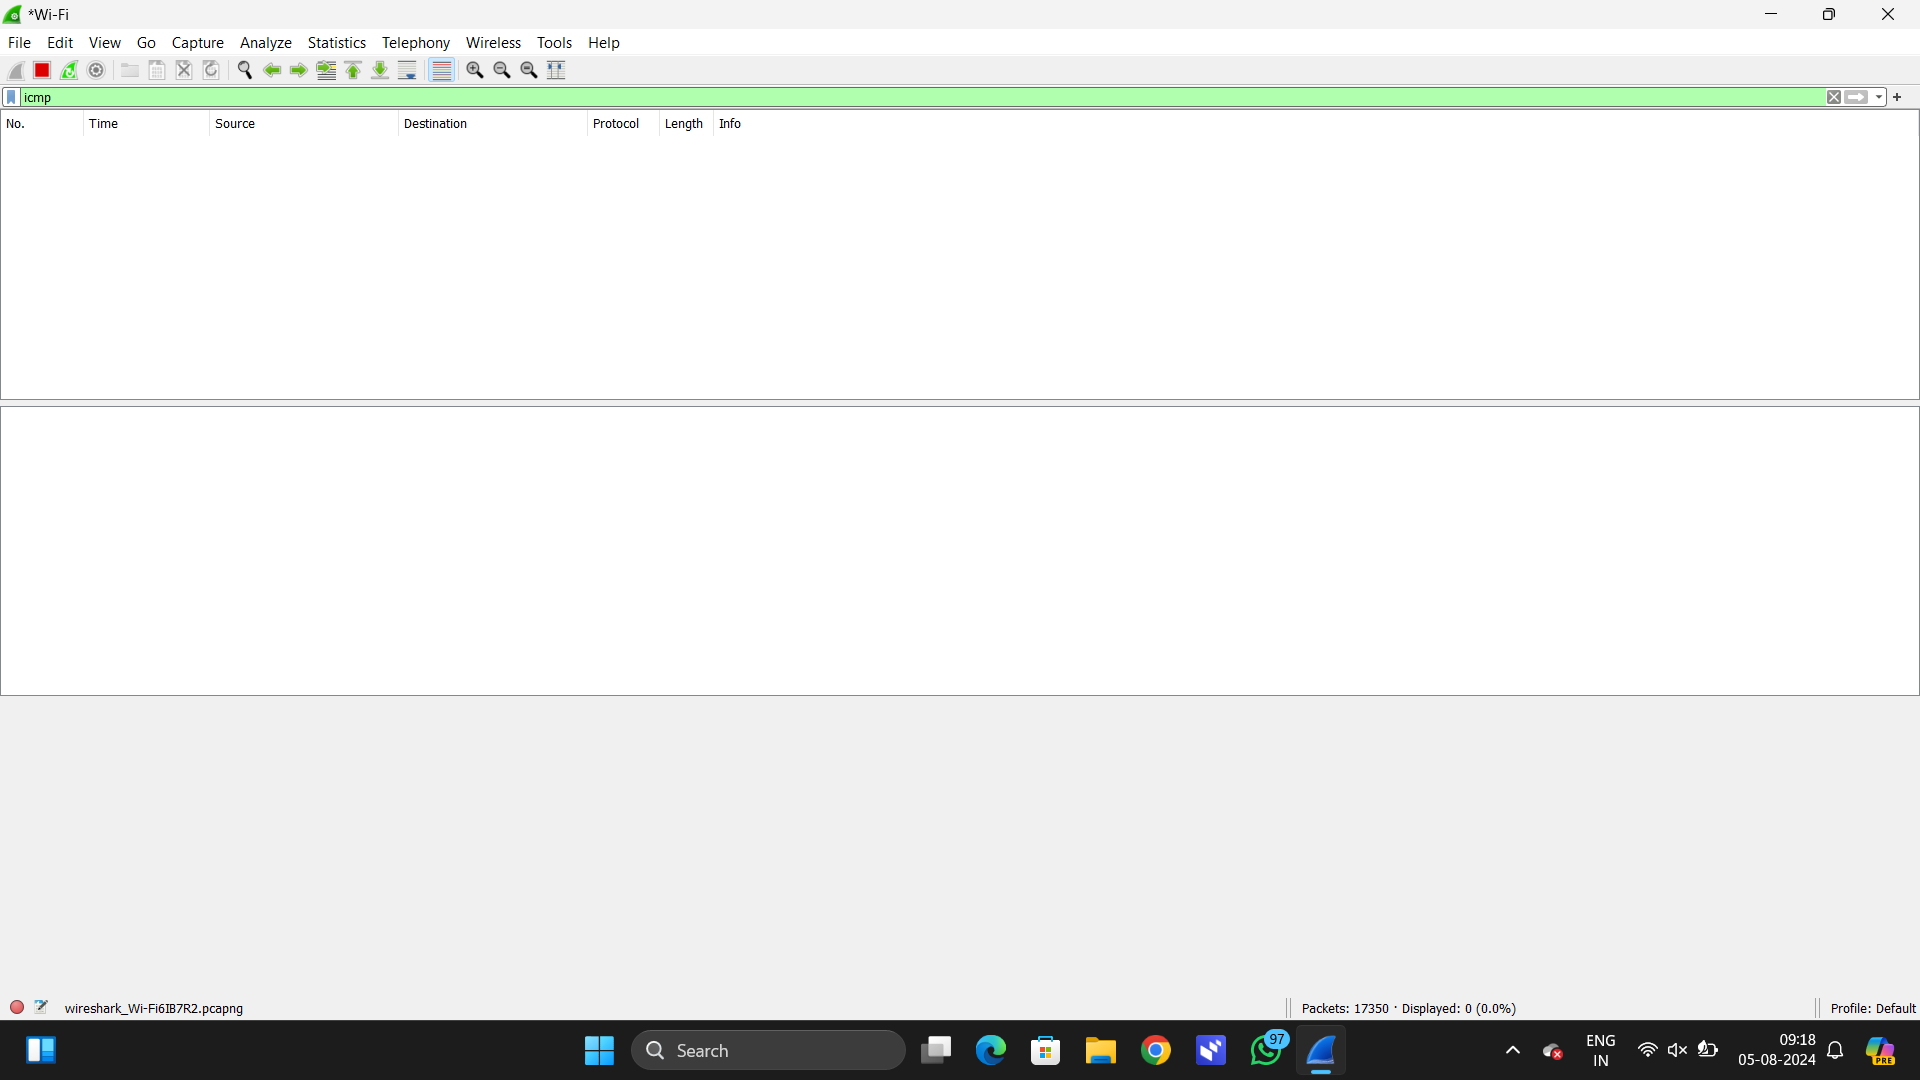 *Wi-Fi
File Edit View Go Capture Analyze Statistics Telephony Wireless Tools Help
icmp
No. Time Source Destination Protocol Length Info
wireshark_Wi-Fi6IB7R2.pcapng Packets: 17350 · Displayed: 0 (0.0%) Profile: Default
Search
97
ENG
IN
09:18
05-08-2024
PRE